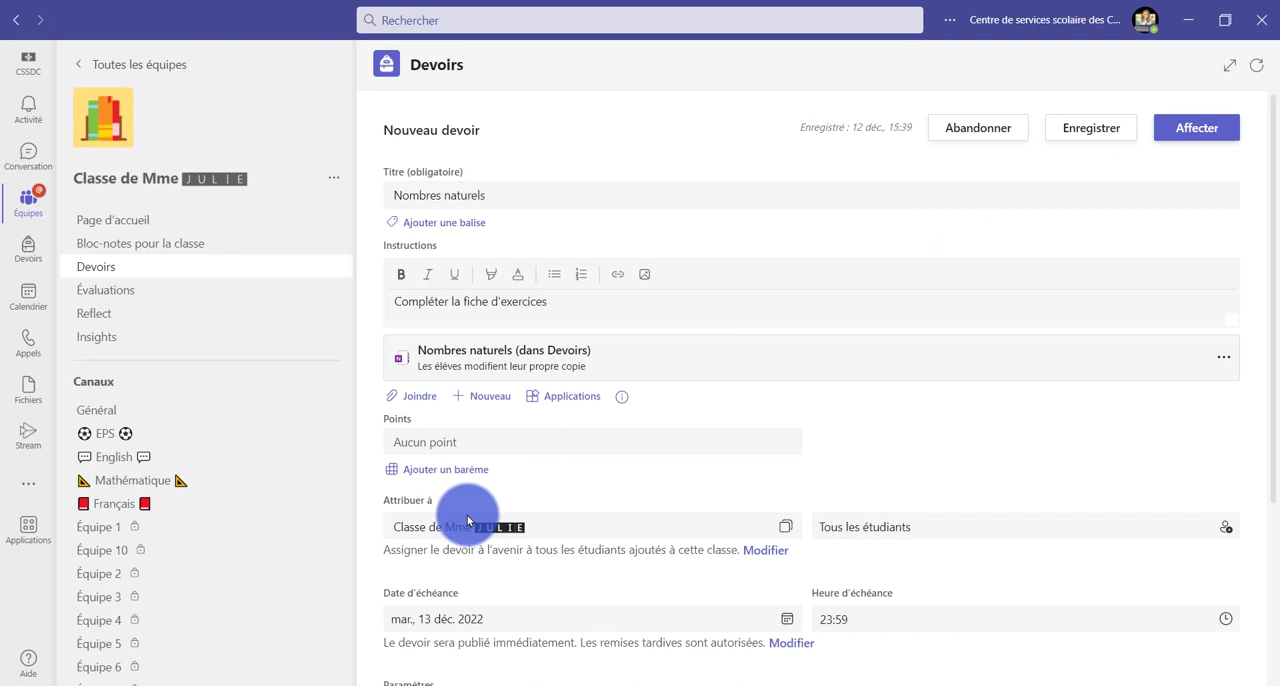 Rechercher
Centre de services scolaire des C...
CSSDC
Activité
Conversation
Équipes
Devoirs
Calendrier
Appels
Fichiers
Stream
Applications
Aide
Toutes les équipes
Classe de Mme JULIE
Page d'accueil
Bloc-notes pour la classe
Devoirs
Évaluations
Reflect
Insights
Canaux
Général
⚽ EPS ⚽
💬 English 💬
📐 Mathématique 📐
📕 Français 📕
Équipe 1
Équipe 10
Équipe 2
Équipe 3
Équipe 4
Équipe 5
Équipe 6
Devoirs
Nouveau devoir
Enregistré : 12 déc., 15:39
Abandonner
Enregistrer
Affecter
Titre (obligatoire)
Nombres naturels
Ajouter une balise
Instructions
B I U A
Compléter la fiche d'exercices
Nombres naturels (dans Devoirs)
Les élèves modifient leur propre copie
Joindre
Nouveau
Applications
Points
Aucun point
Ajouter un barème
Attribuer à
Classe de Mme JULIE
Tous les étudiants
Assigner le devoir à l'avenir à tous les étudiants ajoutés à cette classe. Modifier
Date d'échéance
Heure d'échéance
mar., 13 déc. 2022
23:59
Le devoir sera publié immédiatement. Les remises tardives sont autorisées. Modifier
Paramètres